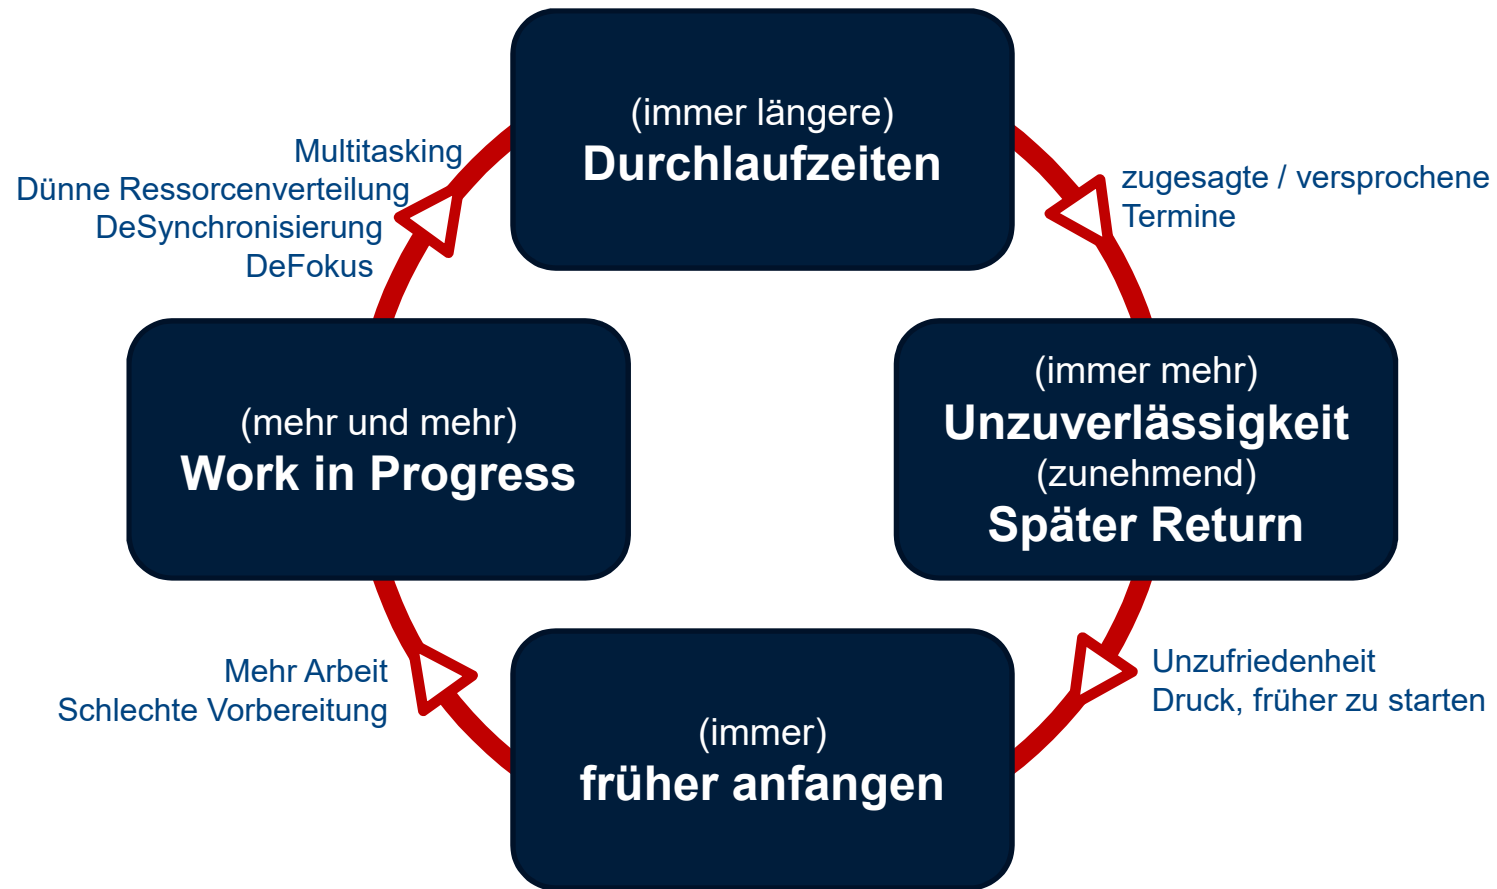 (immer längere)
Durchlaufzeiten
zugesagte / versprochene
Termine
(immer mehr)
Unzuverlässigkeit
(zunehmend)
Später Return
Unzufriedenheit
Druck, früher zu starten
(immer)
früher anfangen
Mehr Arbeit
Schlechte Vorbereitung
(mehr und mehr)
Work in Progress
Multitasking
Dünne Ressorcenverteilung
DeSynchronisierung
DeFokus